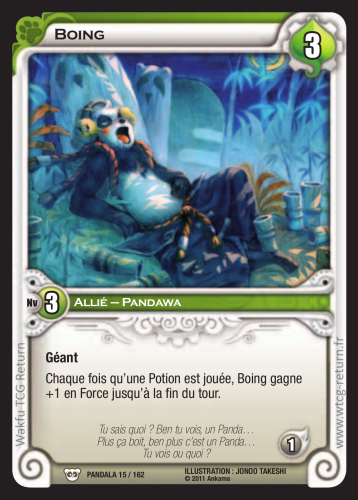 Boing
3
Nv 3 Allié – Pandawa
Géant
Chaque fois qu'une Potion est jouée, Boing gagne
+1 en Force jusqu'à la fin du tour.
Tu sais quoi ? Ben tu vois, un Panda…
Plus ça boit, ben plus c'est un Panda…
Tu vois ou quoi ?
1
PANDALA 15 / 162
ILLUSTRATION : JONOO TAKESHI
© 2011 Ankama
Wakfu TCG Return
www.wtcg-return.fr